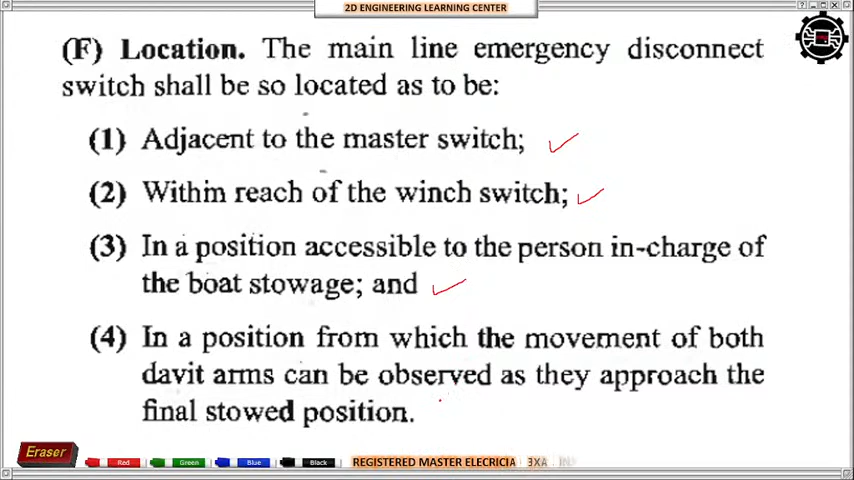 2D ENGINEERING LEARNING CENTER
(F) Location. The main line emergency disconnect
switch shall be so located as to be:
(1) Adjacent to the master switch;
(2) Within reach of the winch switch;
(3) In a position accessible to the person in-charge of
the boat stowage; and
(4) In a position from which the movement of both
davit arms can be observed as they approach the
final stowed position.
Eraser
Red Green Blue Black
REGISTERED MASTER ELECRICIA